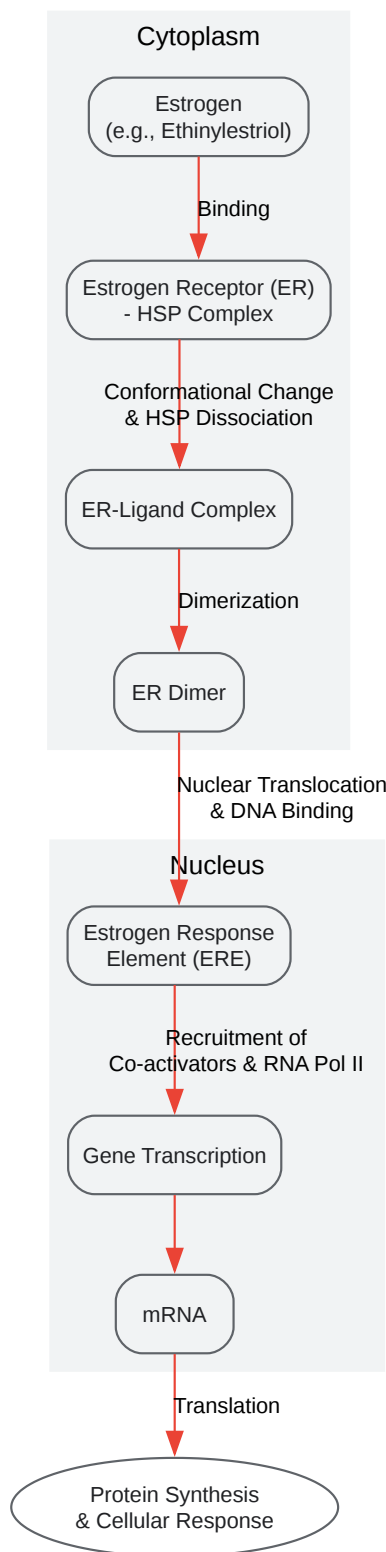 Cytoplasm
Estrogen
(e.g., Ethinylestriol)
Binding
Estrogen Receptor (ER)
- HSP Complex
Conformational Change
& HSP Dissociation
ER-Ligand Complex
Dimerization
ER Dimer
Nuclear Translocation
& DNA Binding
Nucleus
Estrogen Response
Element (ERE)
Recruitment of
Co-activators & RNA Pol II
Gene Transcription
mRNA
Translation
Protein Synthesis
& Cellular Response